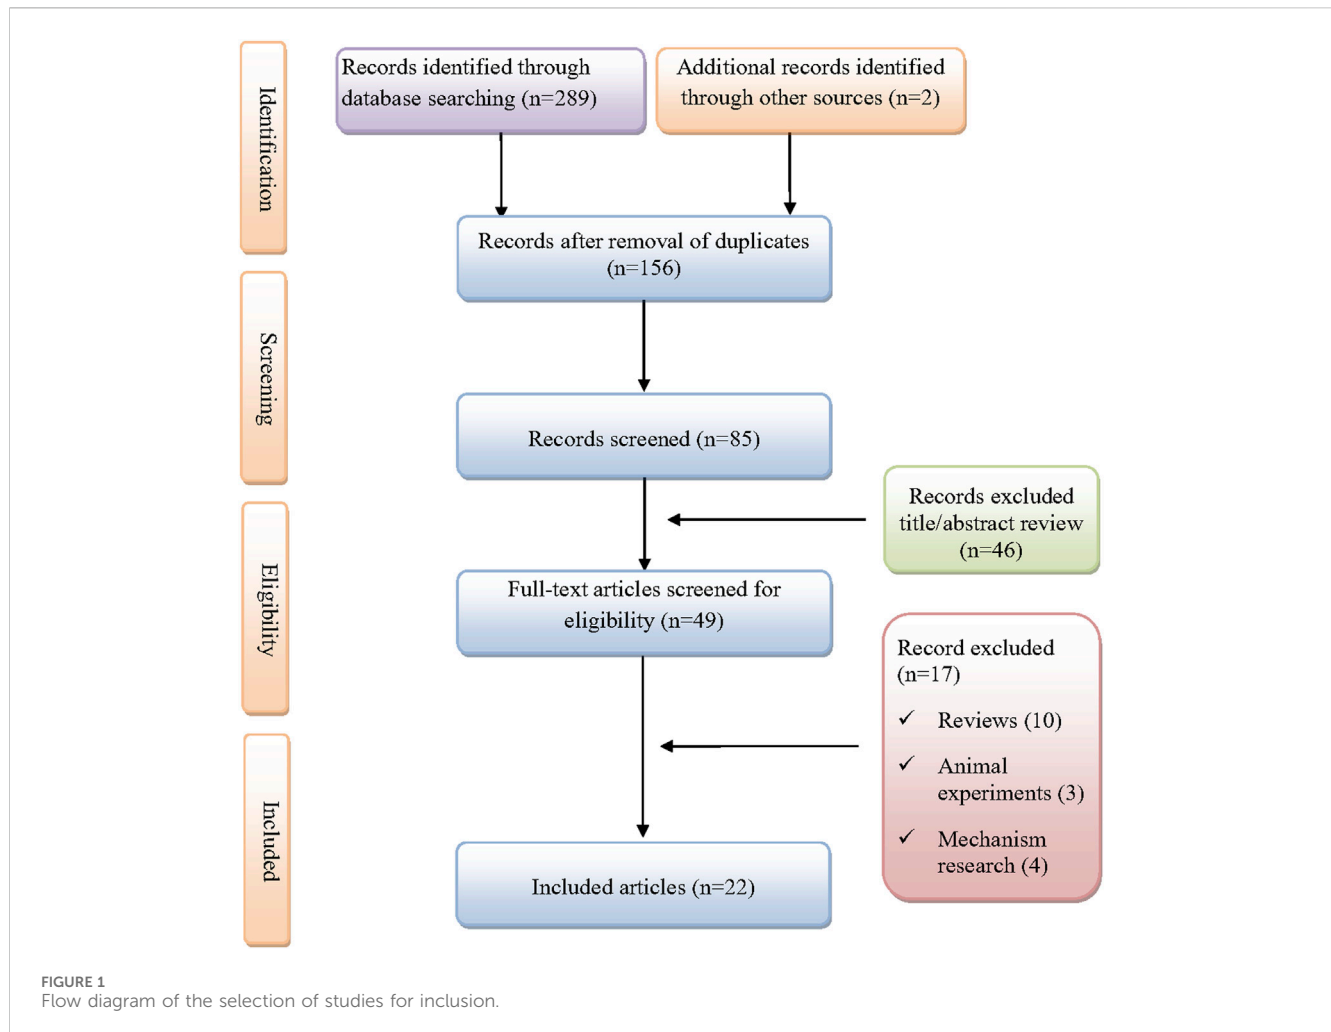 Identification
Records identified through
database searching (n=289)
Additional records identified
through other sources (n=2)
Records after removal of duplicates
(n=156)
Screening
Records screened (n=85)
Records excluded
title/abstract review
(n=46)
Eligibility
Full-text articles screened for
eligibility (n=49)
Record excluded
(n=17)
✓ Reviews (10)
✓ Animal
experiments (3)
✓ Mechanism
research (4)
Included
Included articles (n=22)
FIGURE 1
Flow diagram of the selection of studies for inclusion.